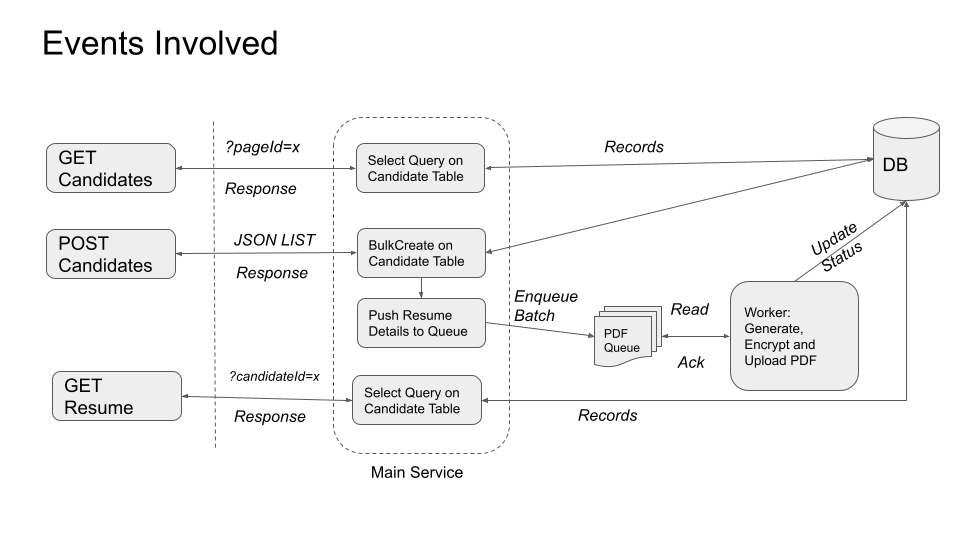 Events Involved
GET
Candidates
?pageId=x
Response
Select Query on
Candidate Table
Records
DB
POST
Candidates
JSON LIST
Response
BulkCreate on
Candidate Table
Update
Status
Push Resume
Details to Queue
Enqueue
Batch
PDF
Queue
Read
Ack
Worker:
Generate,
Encrypt and
Upload PDF
GET
Resume
?candidateId=x
Response
Select Query on
Candidate Table
Records
Main Service